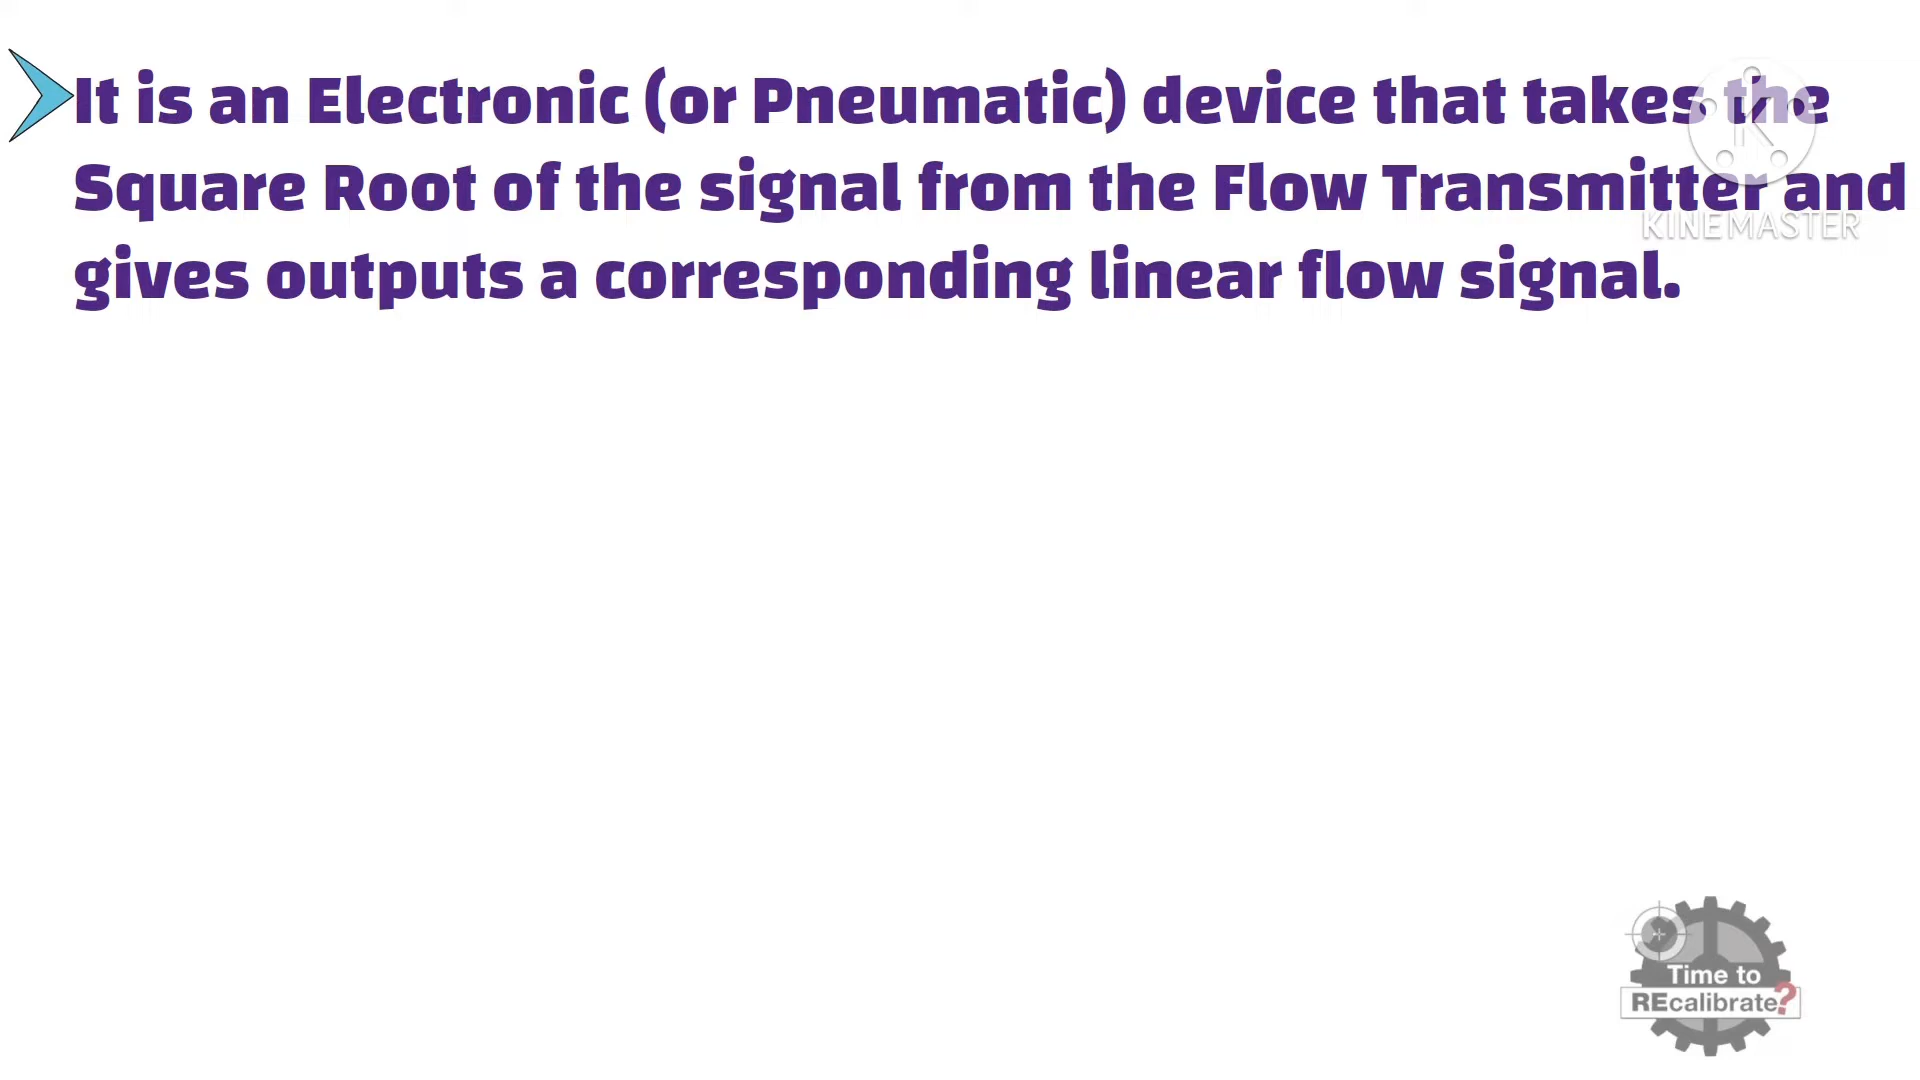 It is an Electronic (or Pneumatic) device that takes the
Square Root of the signal from the Flow Transmitter and
gives outputs a corresponding linear flow signal.
KINEMASTER
Time to
REcalibrate?